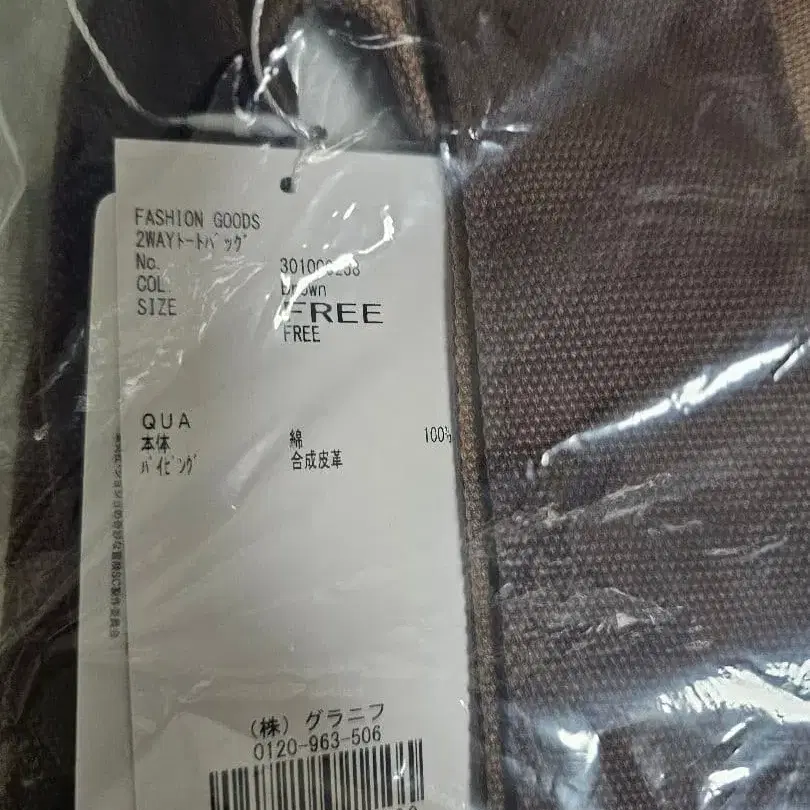 FASHION GOODS
2WAYトートバッグ
No.
COL. Brown
SIZE FREE
FREE
QUA
本体 綿 100%
パイピング 合成皮革
(株) グラニフ
0120-963-506